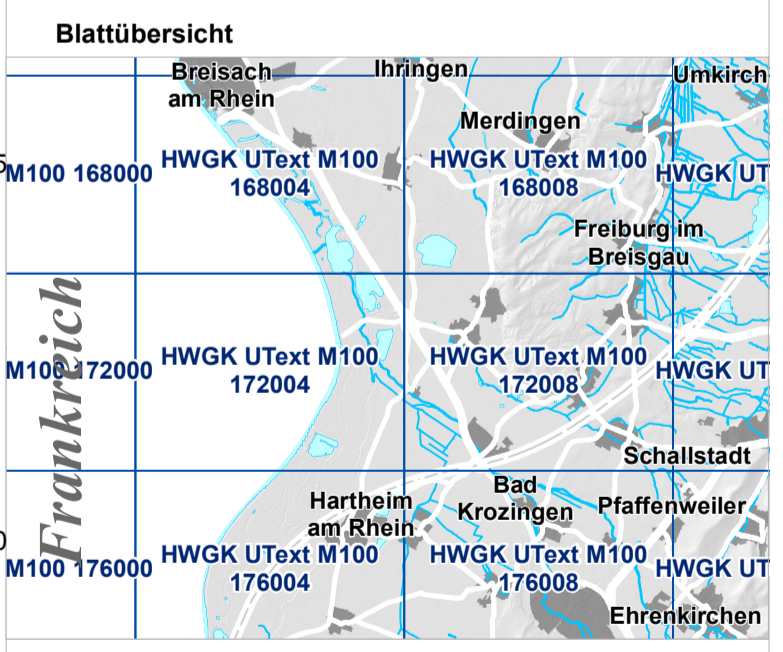 Blattübersicht
Breisach
am Rhein
Ihringen
Umkirch
Merdingen
5
M100 168000
HWGK UText M100
168004
HWGK UText M100
168008
HWGK UT
Freiburg im
Breisgau
Frankreich
M100 172000
HWGK UText M100
172004
HWGK UText M100
172008
HWGK UT
Schallstadt
Bad
Krozingen
Hartheim
am Rhein
Pfaffenweiler
0
M100 176000
HWGK UText M100
176004
HWGK UText M100
176008
HWGK UT
Ehrenkirchen